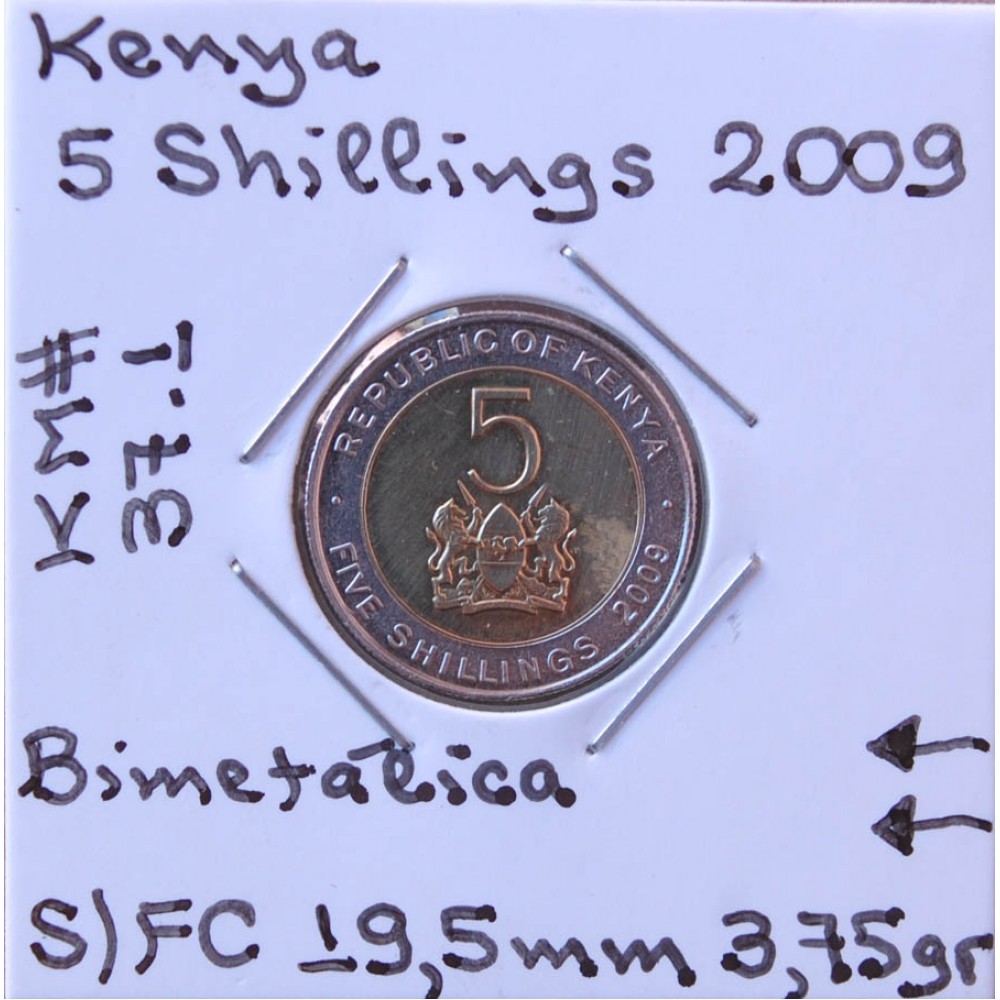 Kenya
5 Shillings 2009
KM#
37.1
REPUBLIC OF KENYA
5
FIVE SHILLINGS 2009
Bimetálica
S/FC 19,5mm 3,75gr